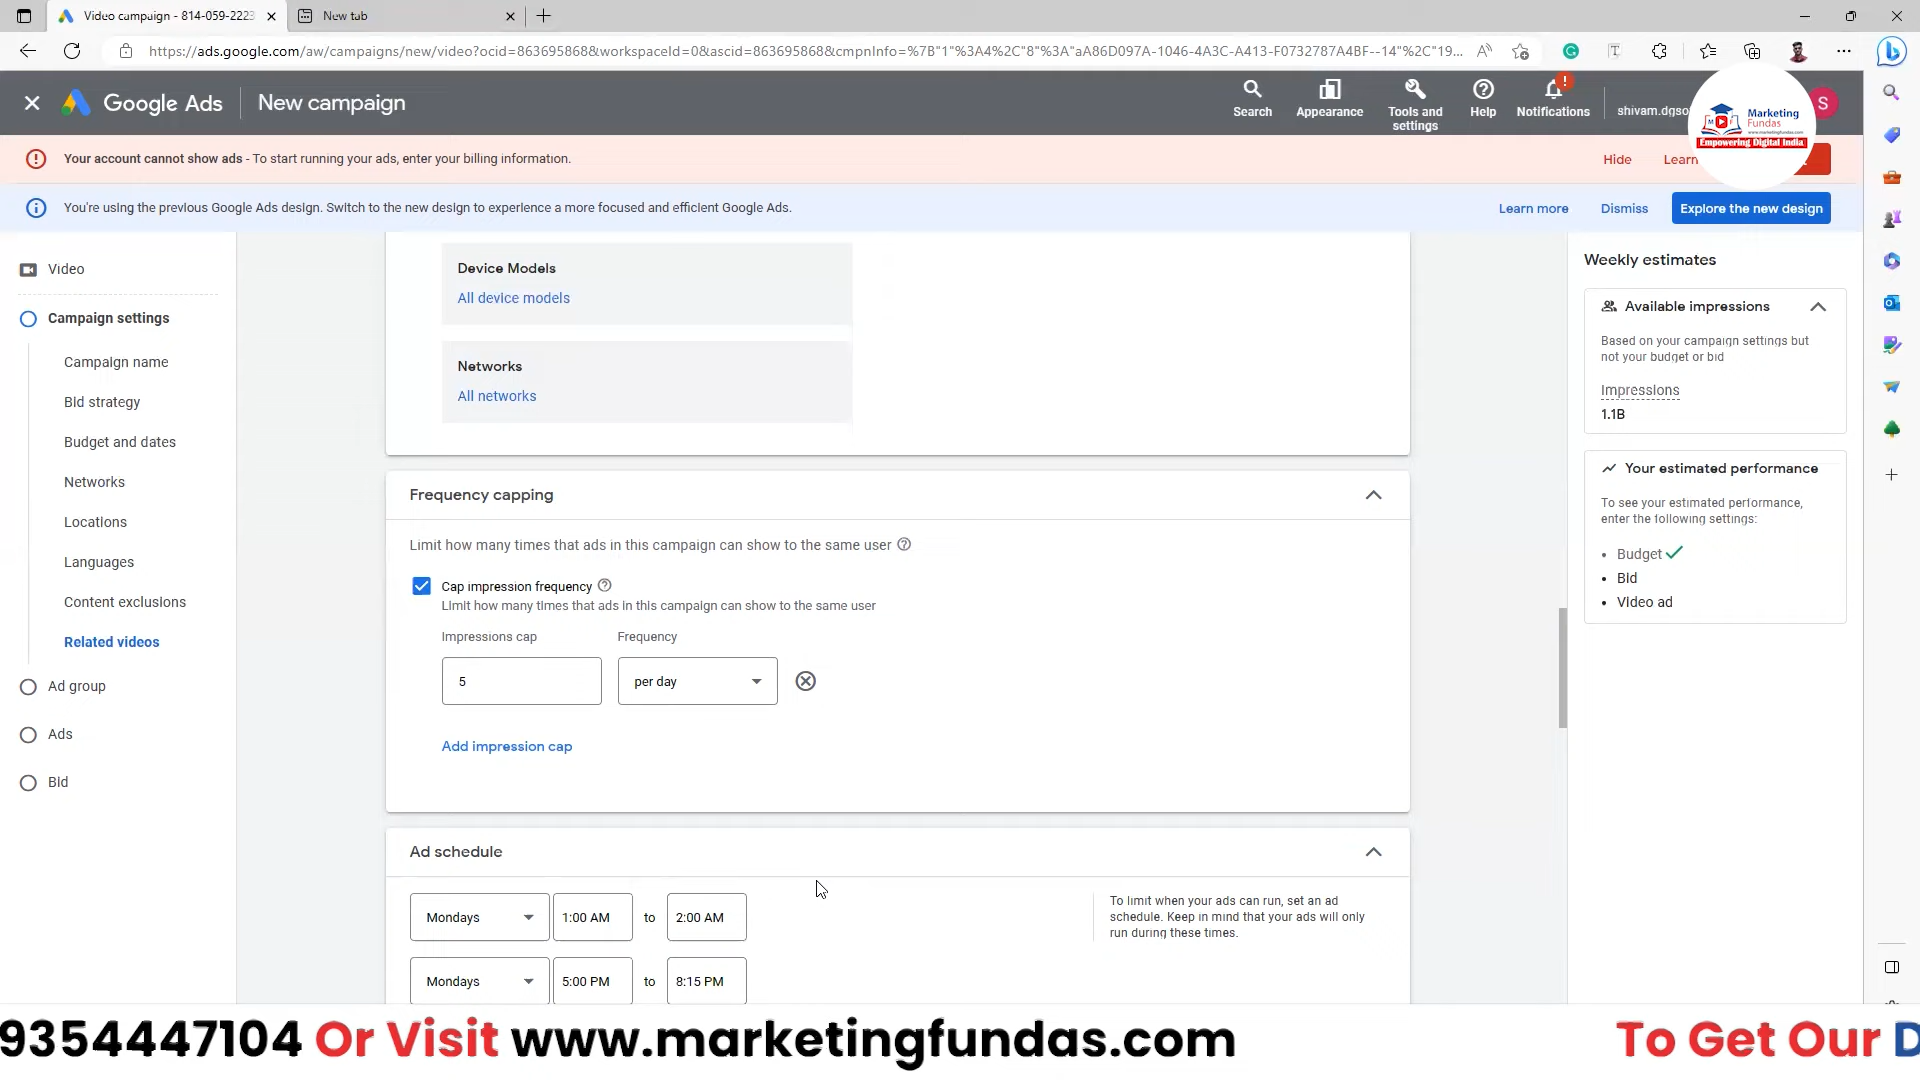 Video campaign - 814-059-2223
New tab
https://ads.google.com/aw/campaigns/new/video?ocid=863695868&workspaceId=0&ascid=863695868&cmpnInfo=%7B"1"%3A4%2C"8"%3A"aA86D097A-1046-4A3C-A413-F0732787A4BF--14"%2C"19...
Google Ads
New campaign
Search
Appearance
Tools and settings
Help
Notifications
shivam.dgso
S
Marketing
Fundas
www.marketingfundas.com
Empowering Digital India
Your account cannot show ads - To start running your ads, enter your billing information.
Hide
Learn
You're using the previous Google Ads design. Switch to the new design to experience a more focused and efficient Google Ads.
Learn more
Dismiss
Explore the new design
Video
Campaign settings
Campaign name
Bid strategy
Budget and dates
Networks
Locations
Languages
Content exclusions
Related videos
Ad group
Ads
Bid
Device Models
All device models
Networks
All networks
Frequency capping
Limit how many times that ads in this campaign can show to the same user
Cap impression frequency
Limit how many times that ads in this campaign can show to the same user
Impressions cap
Frequency
5
per day
Add impression cap
Ad schedule
Mondays
1:00 AM
to
2:00 AM
Mondays
5:00 PM
to
8:15 PM
To limit when your ads can run, set an ad
schedule. Keep in mind that your ads will only
run during these times.
Weekly estimates
Available impressions
Based on your campaign settings but
not your budget or bid
Impressions
1.1B
Your estimated performance
To see your estimated performance,
enter the following settings:
• Budget
• Bid
• Video ad
9354447104 Or Visit www.marketingfundas.com
To Get Our D